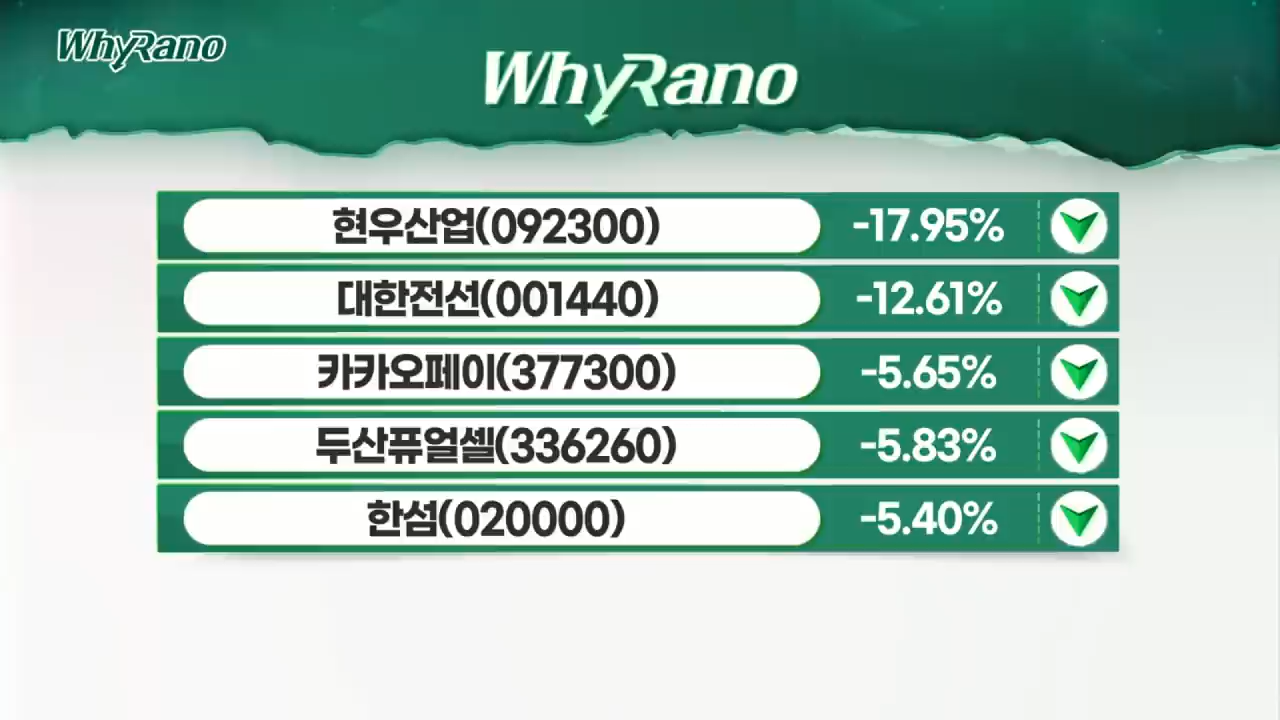 WhyRano
WhyRano
현우산업(092300) -17.95%
대한전선(001440) -12.61%
카카오페이(377300) -5.65%
두산퓨얼셀(336260) -5.83%
한섬(020000) -5.40%